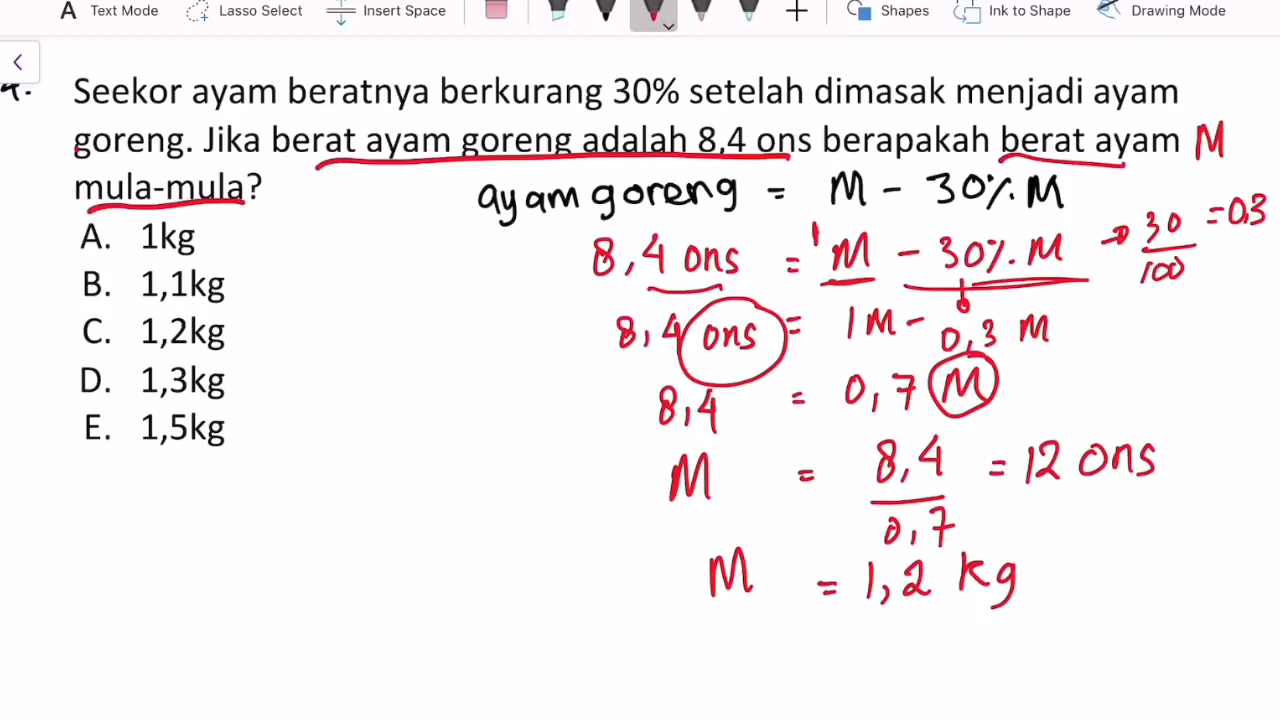 Text Mode Lasso Select Insert Space Shapes Ink to Shape Drawing Mode
4. Seekor ayam beratnya berkurang 30% setelah dimasak menjadi ayam
goreng. Jika berat ayam goreng adalah 8,4 ons berapakah berat ayam M
mula-mula?
ayam goreng = M - 30% M
A. 1kg
B. 1,1kg
C. 1,2kg
D. 1,3kg
E. 1,5kg
8,4 ons = 1 M - 30% M → 30/100 = 0.3
8,4 ons = 1M - 0,3 M
8,4 = 0,7 M
M = 8,4/0,7 = 12 ons
M = 1,2 kg